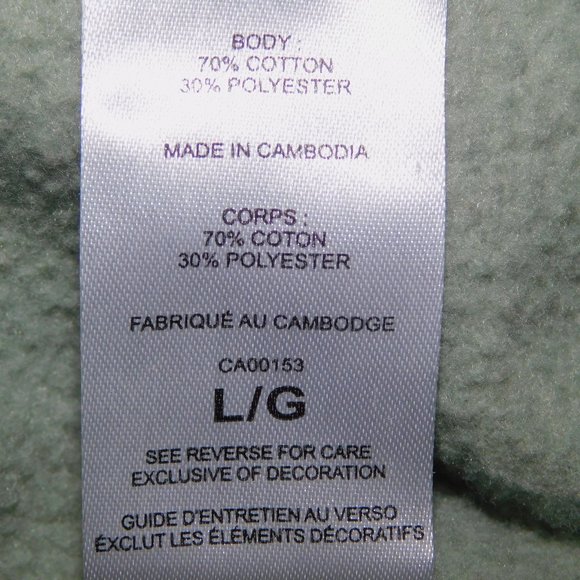 BODY :
70% COTTON
30% POLYESTER
MADE IN CAMBODIA
CORPS :
70% COTON
30% POLYESTER
FABRIQUÉ AU CAMBODGE
CA00153
L/G
SEE REVERSE FOR CARE
EXCLUSIVE OF DECORATION
GUIDE D'ENTRETIEN AU VERSO
ÉXCLUT LES ÉLÉMENTS DÉCORATIFS